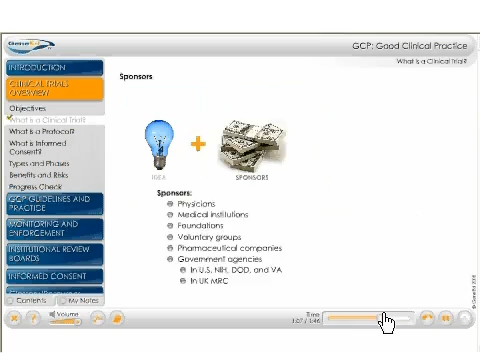 GCP: Good Clinical Practice
What is a Clinical Trial?
INTRODUCTION
CLINICAL TRIALS
OVERVIEW
Objectives
What is a Clinical Trial?
What is a Protocol?
What is Informed
Consent?
Types and Phases
Benefits and Risks
Progress Check
GCP GUIDELINES AND
PRACTICE
MONITORING AND
ENFORCEMENT
INSTITUTIONAL REVIEW
BOARDS
INFORMED CONSENT
Contents
My Notes
Sponsors
IDEA
SPONSORS
Sponsors:
Physicians
Medical institutions
Foundations
Voluntary groups
Pharmaceutical companies
Government agencies
In U.S. NIH, DOD, and VA
In UK MRC
Volume
Time